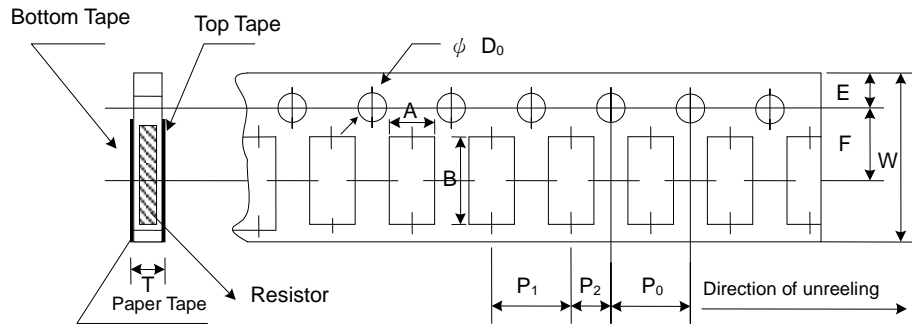 Bottom Tape
Top Tape
ϕ D₀
A
E
F
B
W
T
Paper Tape
Resistor
P₁
P₂
P₀
Direction of unreeling